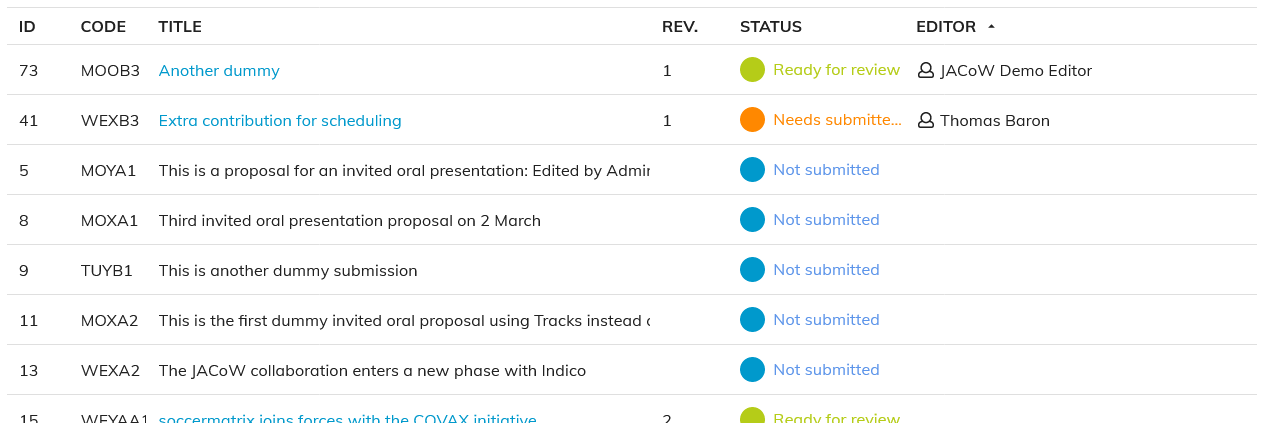 ID CODE TITLE REV. STATUS EDITOR
73 MOOB3 Another dummy 1 Ready for review JACoW Demo Editor
41 WEXB3 Extra contribution for scheduling 1 Needs submitte... Thomas Baron
5 MOYA1 This is a proposal for an invited oral presentation: Edited by Admin Not submitted
8 MOXA1 Third invited oral presentation proposal on 2 March Not submitted
9 TUYB1 This is another dummy submission Not submitted
11 MOXA2 This is the first dummy invited oral proposal using Tracks instead Not submitted
13 WEXA2 The JACoW collaboration enters a new phase with Indico Not submitted
15 WEYAA1 soccermatrix joins forces with the COVAX initiative 2 Ready for review